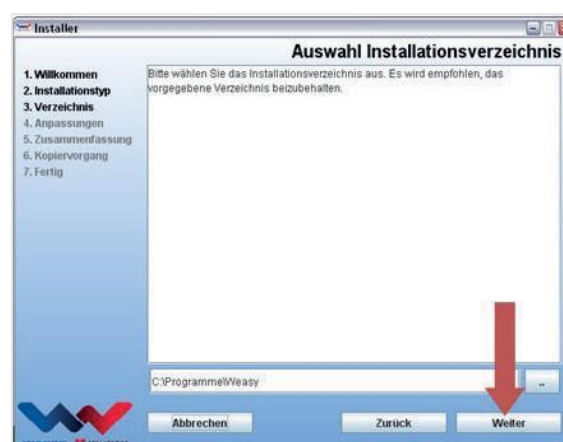 Installer
Auswahl Installationsverzeichnis
1. Willkommen
2. Installationstyp
3. Verzeichnis
4. Anpassungen
5. Zusammenfassung
6. Kopiervorgang
7. Fertig
Bitte wählen Sie das Installationsverzeichnis aus. Es wird empfohlen, das
vorgegebene Verzeichnis beizubehalten.
C:\Programme\Weasy
..
Abbrechen
Zurück
Weiter